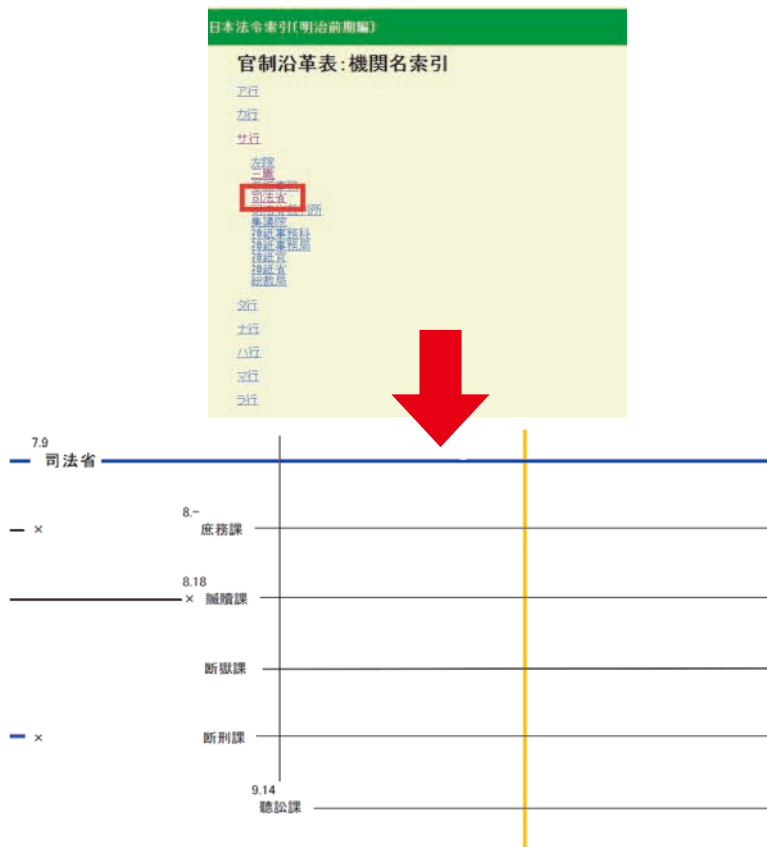 日本法令索引(明治前期編)
官制沿革表:機関名索引
ア行
カ行
サ行
左院
三職
司法省
集議院
神祇事務科
神祇事務局
神祇官
神祇省
総裁局
タ行
ナ行
ハ行
マ行
ラ行
7.9
司法省
8.-
× 庶務課
8.18
× 贓贖課
断獄課
× 断刑課
9.14
聴訟課